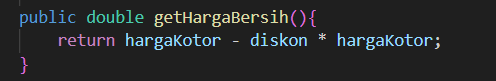 public double getHargaBersih(){
    return hargaKotor - diskon * hargaKotor;
}